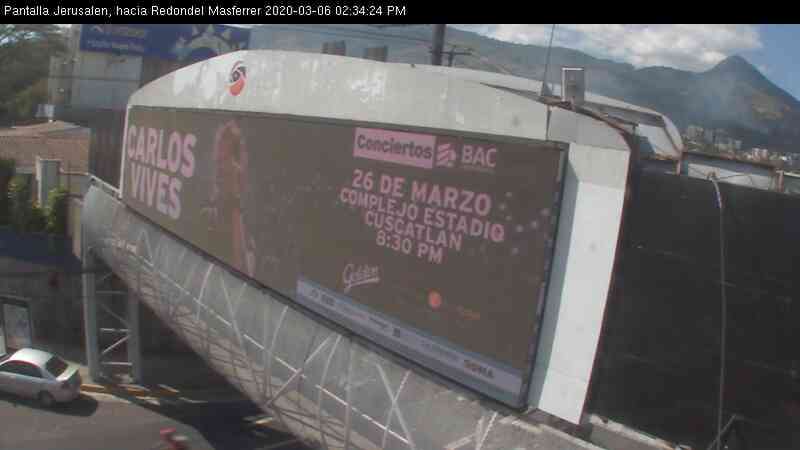 Pantalla Jerusalen, hacia Redondel Masferrer 2020-03-06 02:34:24 PM
CARLOS
VIVES
Conciertos BAC
26 DE MARZO
COMPLEJO ESTADIO
CUSCATLAN
8:30 PM
Golden